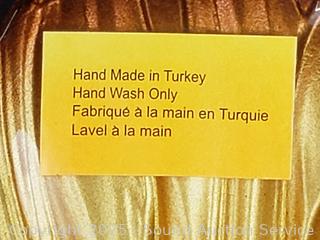 Hand Made in Turkey
Hand Wash Only
Fabriqué à la main en Turquie
Lavel à la main